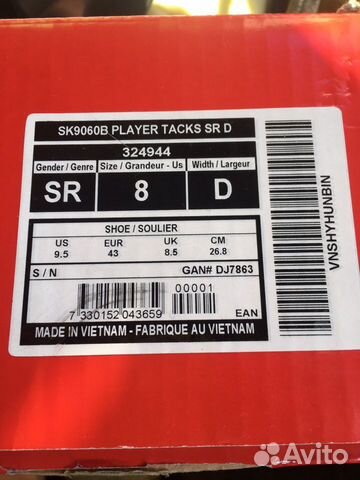 SK9060B PLAYER TACKS SR D
324944
Gender / Genre Size / Grandeur - Us Width / Largeur
SR 8 D
SHOE / SOULIER
US EUR UK CM
9.5 43 8.5 26.8
S / N GAN# DJ7863
00001
7 330152 043659 EAN
MADE IN VIETNAM - FABRIQUE AU VIETNAM
VNSHYHUNBIN
Avito